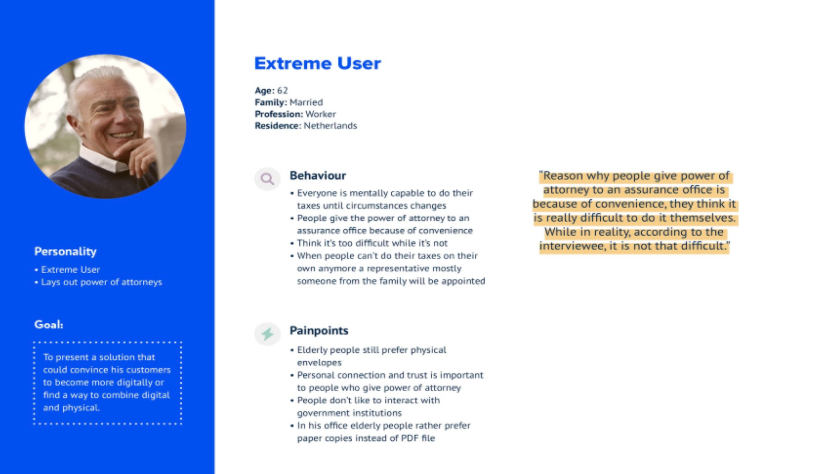 Personality
• Extreme User
• Lays out power of attorneys
Goal:
To present a solution that
could convince his customers
to become more digitally or
find a way to combine digital
and physical.
Extreme User
Age: 62
Family: Married
Profession: Worker
Residence: Netherlands
Behaviour
• Everyone is mentally capable to do their
taxes until circumstances changes
• People give the power of attorney to an
assurance office because of convenience
• Think it's too difficult while it's not
• When people can't do their taxes on their
own anymore a representative mostly
someone from the family will be appointed
Painpoints
• Elderly people still prefer physical
envelopes
• Personal connection and trust is important
to people who give power of attorney
• People don't like to interact with
government institutions
• In his office elderly people rather prefer
paper copies instead of PDF file
"Reason why people give power of
attorney to an assurance office is
because of convenience, they think it
is really difficult to do it themselves.
While in reality, according to the
interviewee, it is not that difficult."